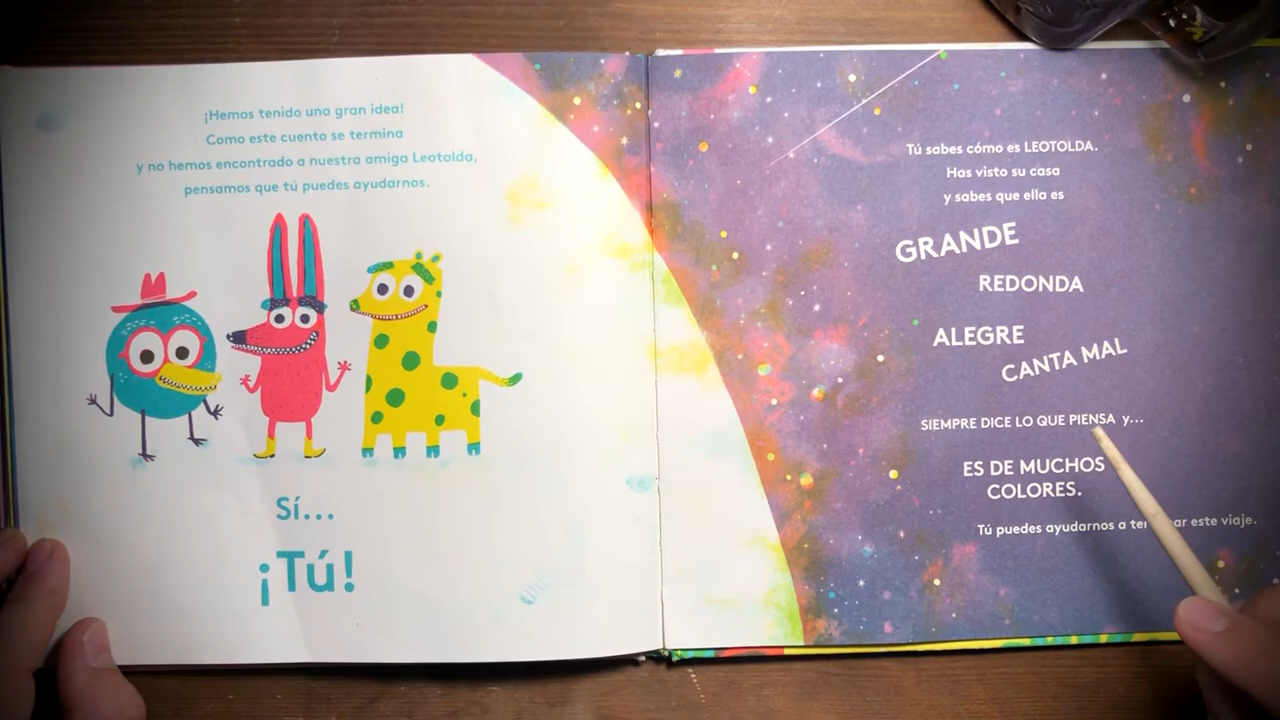 ¡Hemos tenido una gran idea!
Como este cuento se termina
y no hemos encontrado a nuestra amiga Leotolda,
pensamos que tú puedes ayudarnos.
Sí...
¡Tú!
Tú sabes cómo es LEOTOLDA.
Has visto su casa
y sabes que ella es
GRANDE
REDONDA
ALEGRE
CANTA MAL
SIEMPRE DICE LO QUE PIENSA y...
ES DE MUCHOS
COLORES.
Tú puedes ayudarnos a este viaje.